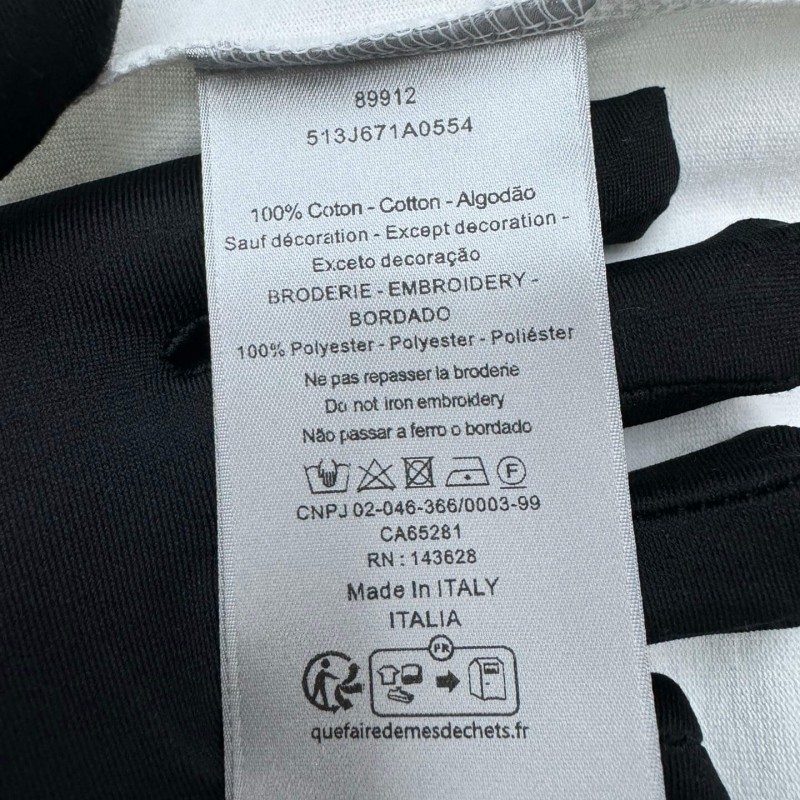 89912
513J671A0554
100% Coton - Cotton - Algodão
Sauf décoration - Except decoration -
Exceto decoração
BRODERIE - EMBROIDERY -
BORDADO
100% Polyester - Polyester - Poliéster
Ne pas repasser la broderie
Do not iron embroidery
Não passar a ferro o bordado
F
CNPJ 02-046-366/0003-99
CA65281
RN : 143628
Made In ITALY
ITALIA
FR
quefairedemesdechets.fr